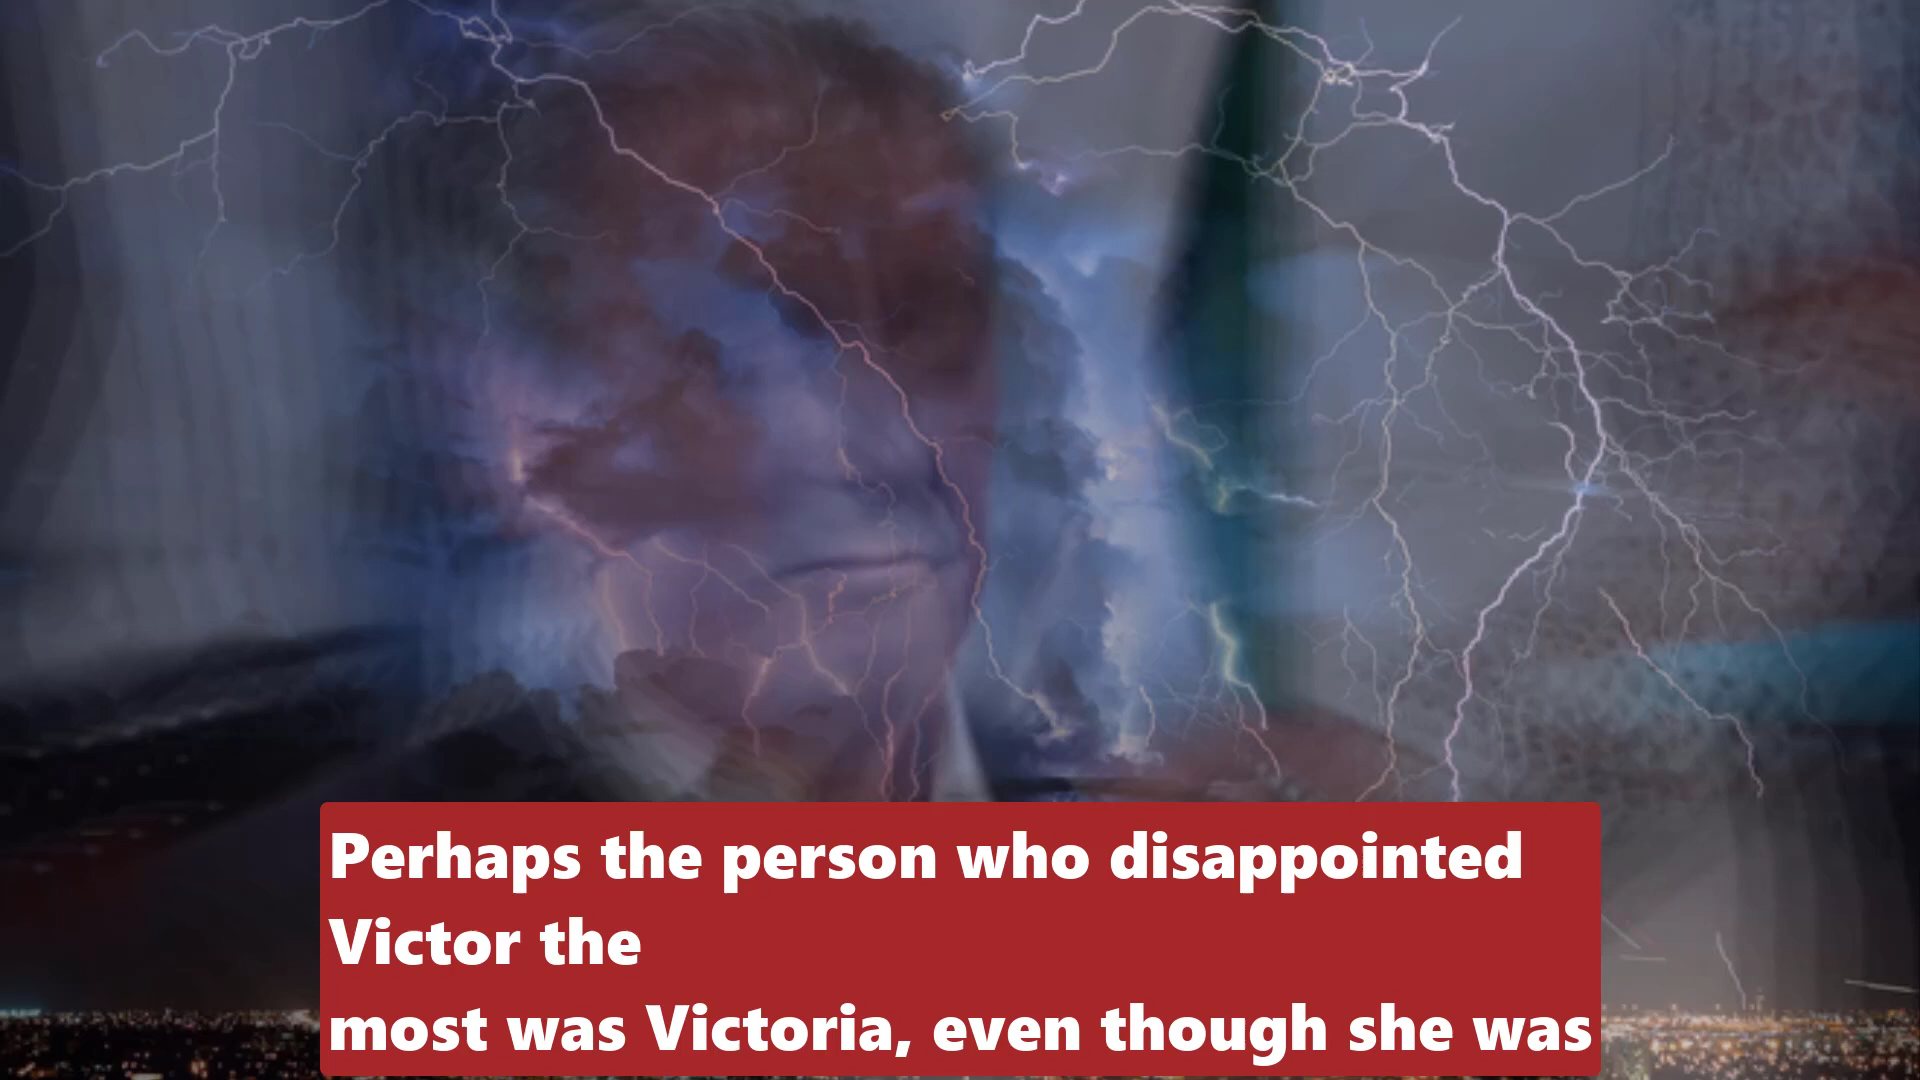 Perhaps the person who disappointed
Victor the
most was Victoria, even though she was